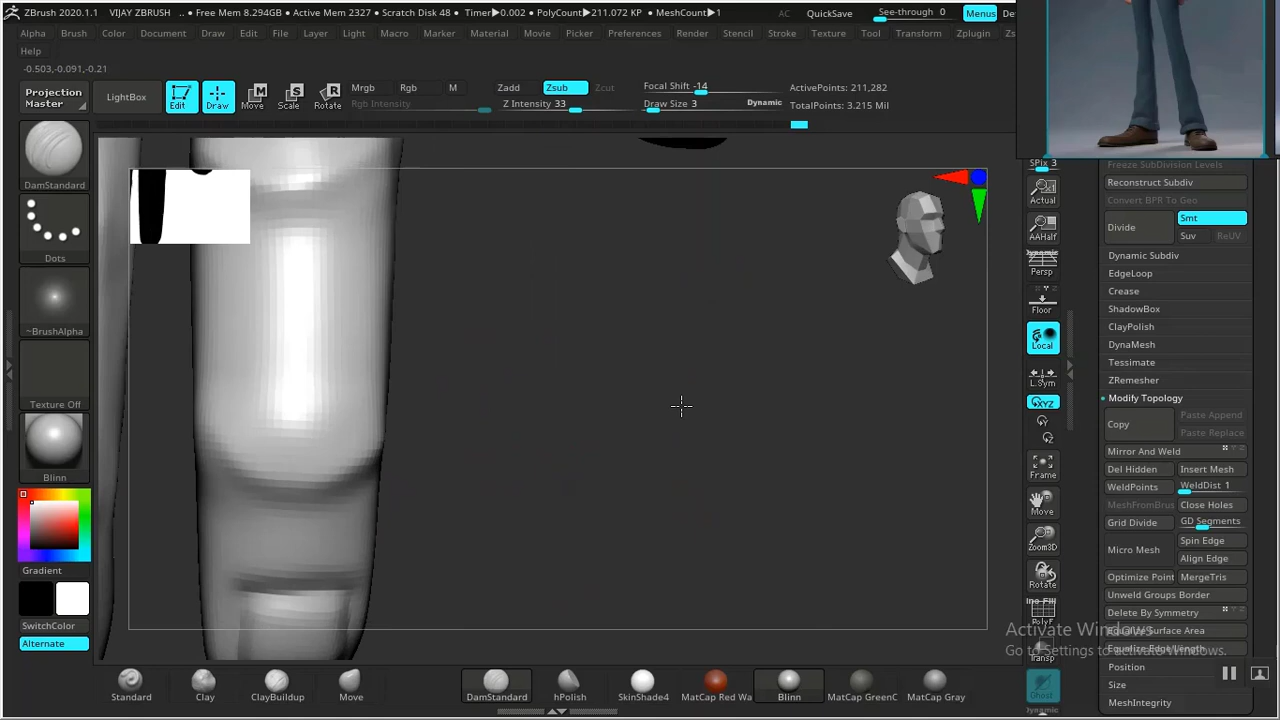 ZBrush 2020.1.1 VIJAY ZBRUSH .. • Free Mem 8.294GB • Active Mem 2327 • Scratch Disk 48 • Timer▶0.002 • PolyCount▶211.072 KP • MeshCount▶1 AC QuickSave See-through 0 Menus De
Alpha Brush Color Document Draw Edit File Layer Light Macro Marker Material Movie Picker Preferences Render Stencil Stroke Texture Tool Transform Zplugin Zs
Help
-0.503,-0.091,-0.21
Projection Master LightBox Edit Draw Move Scale Rotate
Mrgb Rgb M Zadd Zsub Zcut Focal Shift -14 ActivePoints: 211,282
Rgb Intensity Z Intensity 33 Draw Size 3 Dynamic TotalPoints: 3.215 Mil
DamStandard
Dots
~BrushAlpha
Texture Off
Blinn
Gradient
SwitchColor
Alternate
SPix 3
Actual
AAHalf
Dynamic
Persp
Floor
Local
L.Sym
XYZ
Frame
Move
Zoom3D
Rotate
PolyF
Transp
Ghost
Dynamic
Freeze SubDivision Levels
Reconstruct Subdiv
Convert BPR To Geo
Divide Smt
Suv ReUV
Dynamic Subdiv
EdgeLoop
Crease
ShadowBox
ClayPolish
DynaMesh
Tessimate
ZRemesher
Modify Topology
Copy Paste Append
Paste Replace
Mirror And Weld
Del Hidden Insert Mesh
WeldPoints WeldDist 1
MeshFromBrus Close Holes
Grid Divide GD Segments
Micro Mesh Spin Edge
Align Edge
Optimize Point MergeTris
Unweld Groups Border
Delete By Symmetry
Equalize Surface Area
Equalize Edge Length
Position
Size
MeshIntegrity
Activate Windows
Go to Settings to activate Windows.
Standard Clay ClayBuildup Move DamStandard hPolish SkinShade4 MatCap Red Wa Blinn MatCap GreenC MatCap Gray